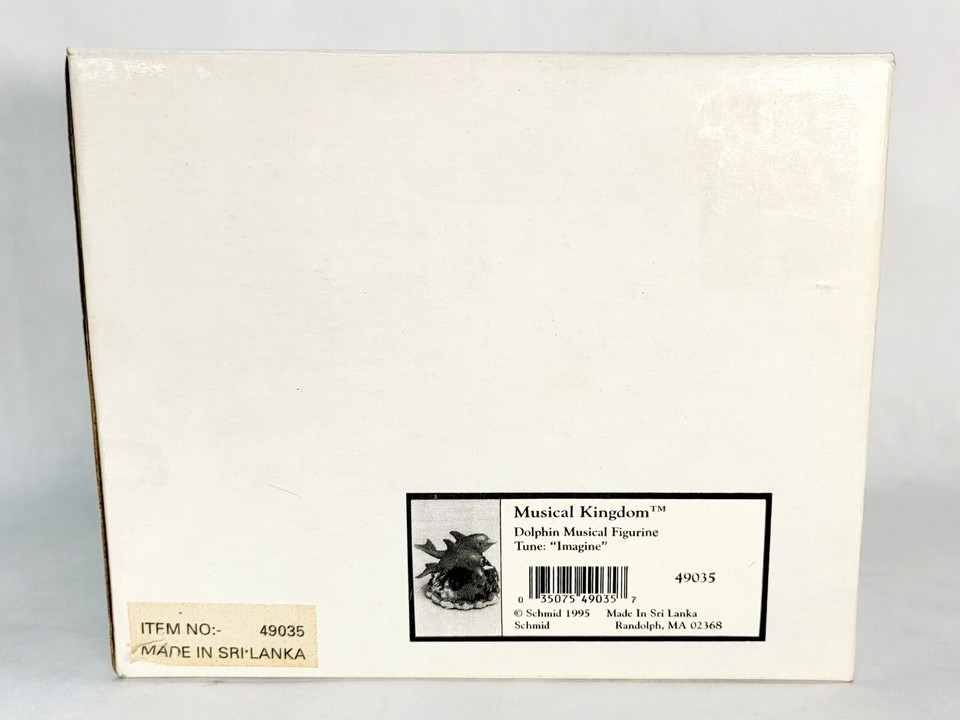 Musical Kingdom™
Dolphin Musical Figurine
Tune: “Imagine”
49035
0 35075 49035 7
© Schmid 1995 Made In Sri Lanka
Schmid Randolph, MA 02368
ITEM NO:- 49035
MADE IN SRI LANKA